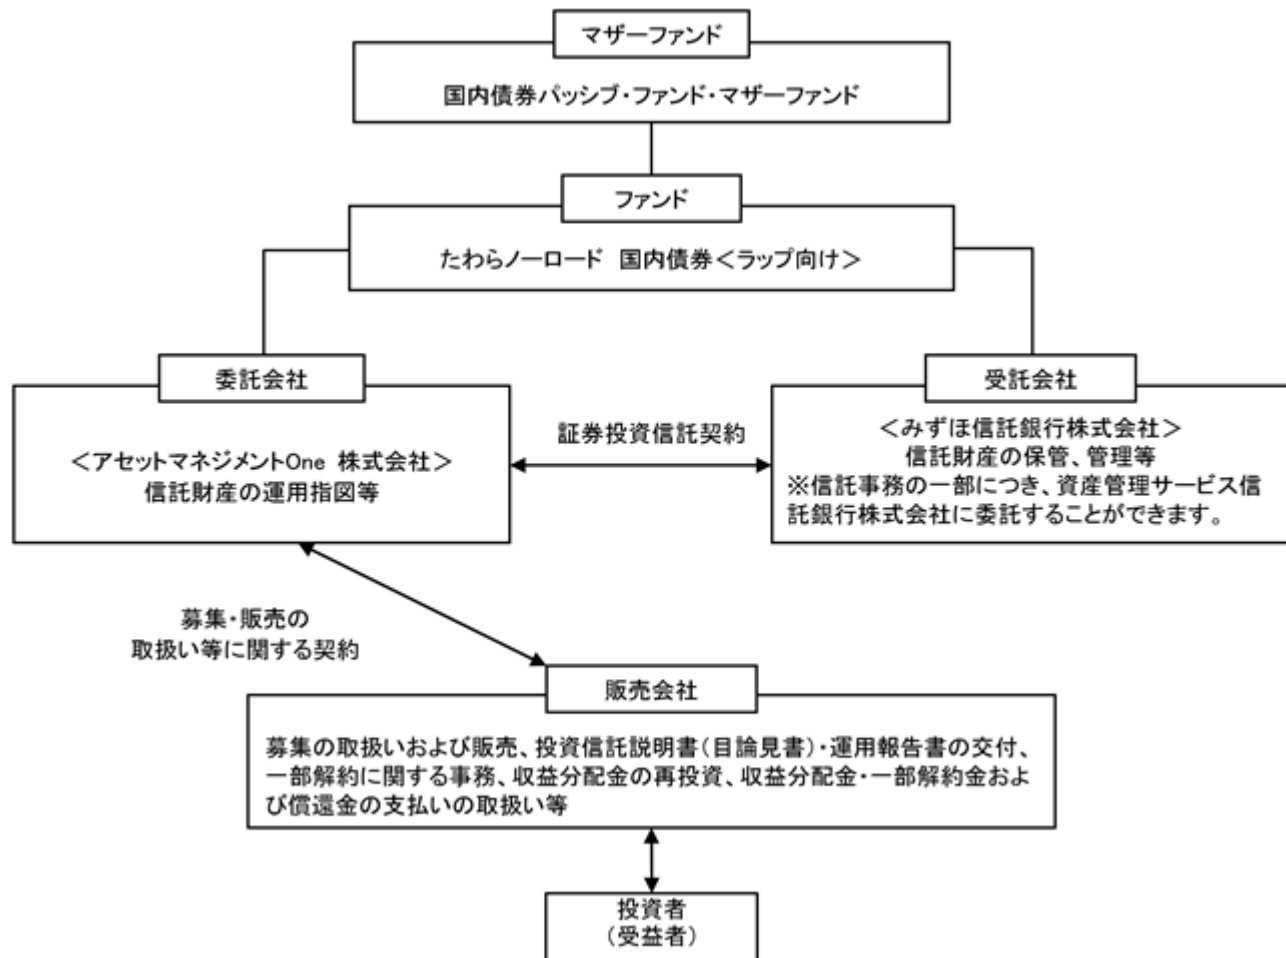 マザーファンド
国内債券パッシブ・ファンド・マザーファンド
ファンド
たわらノーロード 国内債券＜ラップ向け＞
委託会社
＜アセットマネジメントOne 株式会社＞
信託財産の運用指図等
証券投資信託契約
受託会社
＜みずほ信託銀行株式会社＞
信託財産の保管、管理等
※信託事務の一部につき、資産管理サービス信
託銀行株式会社に委託することができます。
募集・販売の
取扱い等に関する契約
販売会社
募集の取扱いおよび販売、投資信託説明書（目論見書）・運用報告書の交付、
一部解約に関する事務、収益分配金の再投資、収益分配金・一部解約金およ
び償還金の支払いの取扱い等
投資者
（受益者）